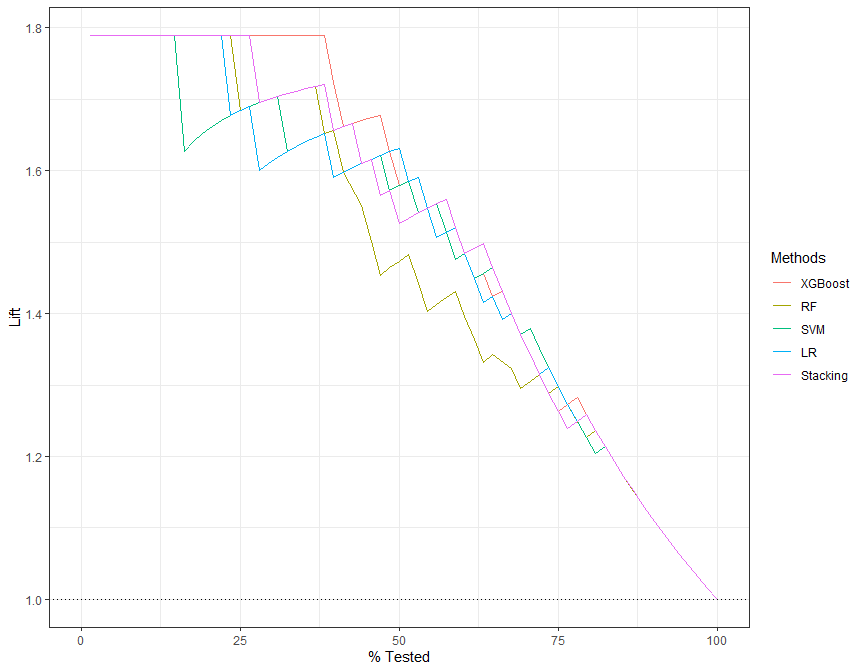 1.8
1.6
1.4
1.2
1.0
Lift
0
25
50
75
100
% Tested
Methods
XGBoost
RF
SVM
LR
Stacking